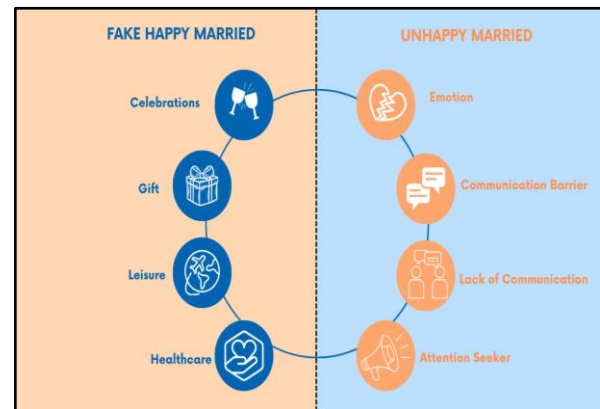 FAKE HAPPY MARRIED
Celebrations
Gift
Leisure
Healthcare
UNHAPPY MARRIED
Emotion
Communication Barrier
Lack of Communication
Attention Seeker